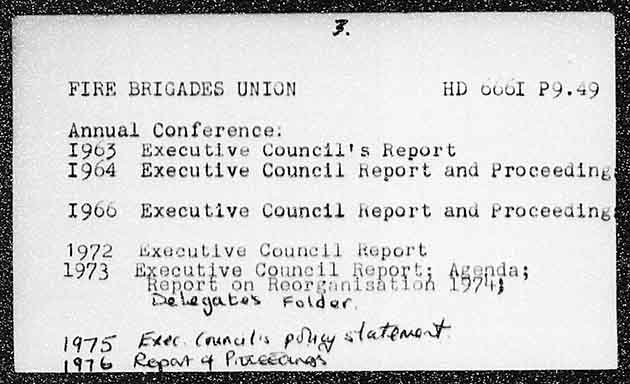 3.
FIRE BRIGADES UNION HD 666I P9.49
Annual Conference:
I963 Executive Council's Report
I964 Executive Council Report and Proceeding
I966 Executive Council Report and Proceeding
1972 Executive Council Report
1973 Executive Council Report; Agenda;
Report on Reorganisation 1974;
Delegates Folder.
1975 Exec. Council's policy statement.
1976 Report of Proceedings